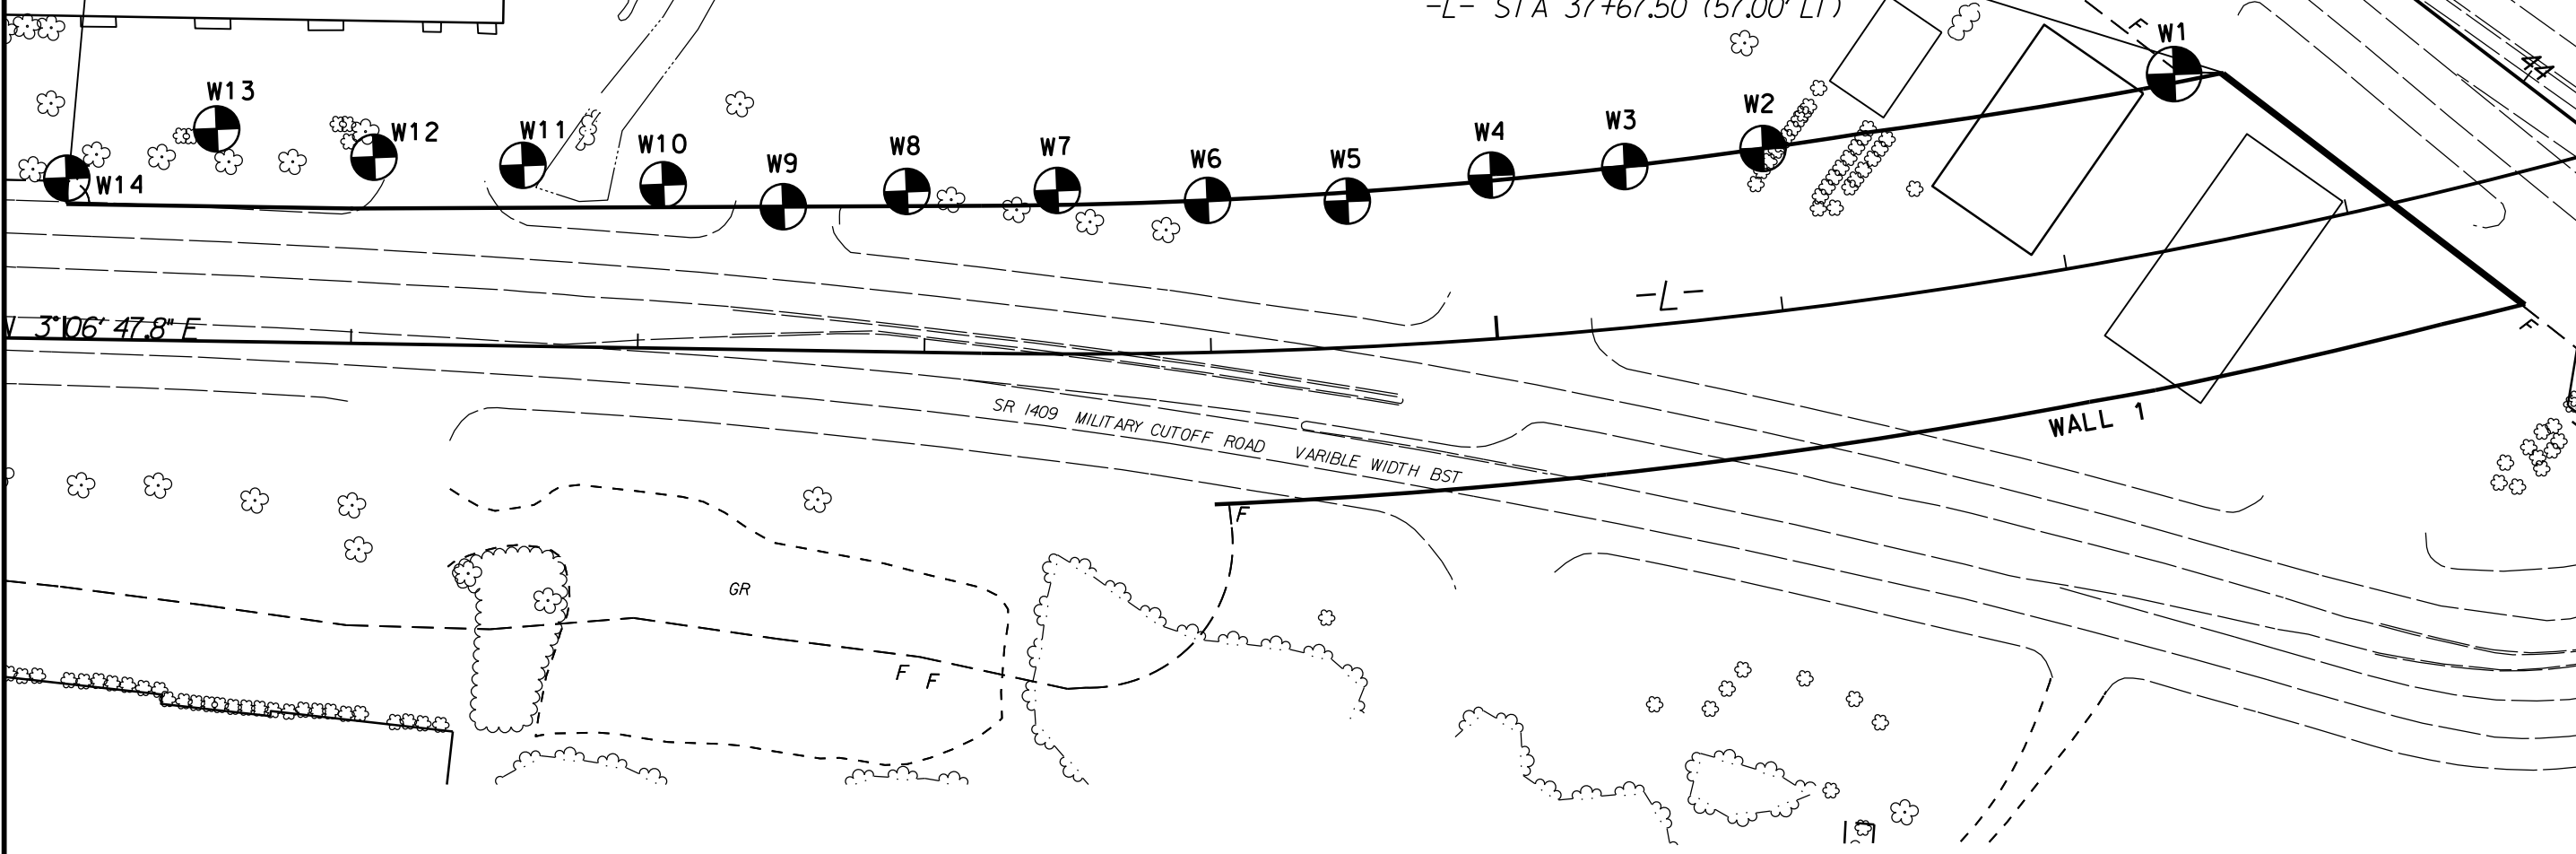 -L- STA 37+67.50 (57.00' LT)
W1
44
W13
W2
W3
W12
W11
W4
W10
W8
W7
W6
W5
W9
W14
F
-L-
3°06' 47.8" E
F
SR 1409 MILITARY CUTOFF ROAD VARIBLE WIDTH BST
WALL 1
F
GR
F F